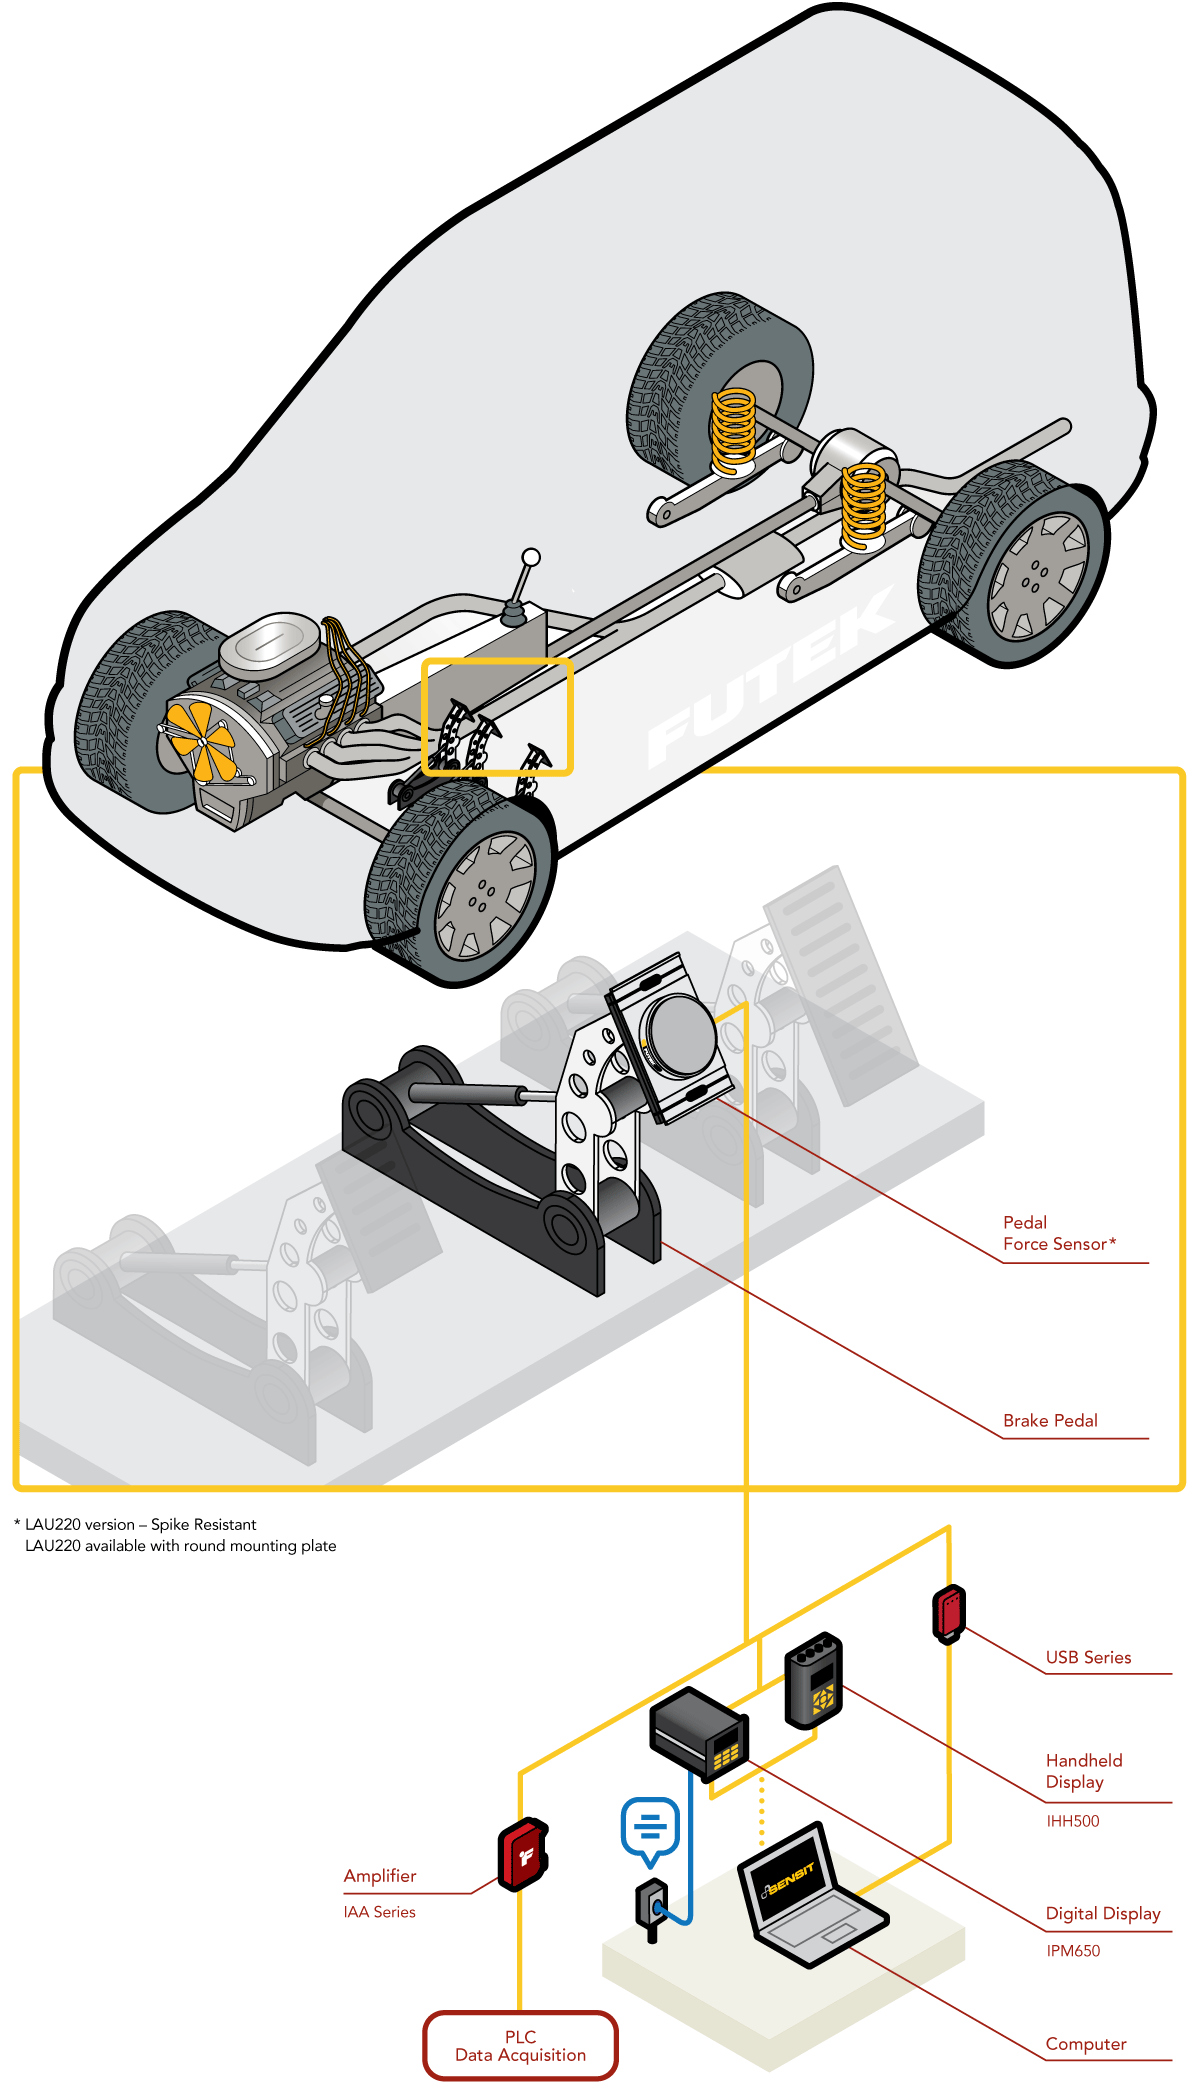 FUTEK
Pedal
Force Sensor*
Brake Pedal
* LAU220 version – Spike Resistant
LAU220 available with round mounting plate
USB Series
Handheld
Display
IHH500
Amplifier
IAA Series
F
SENSIT
Digital Display
IPM650
PLC
Data Acquisition
Computer